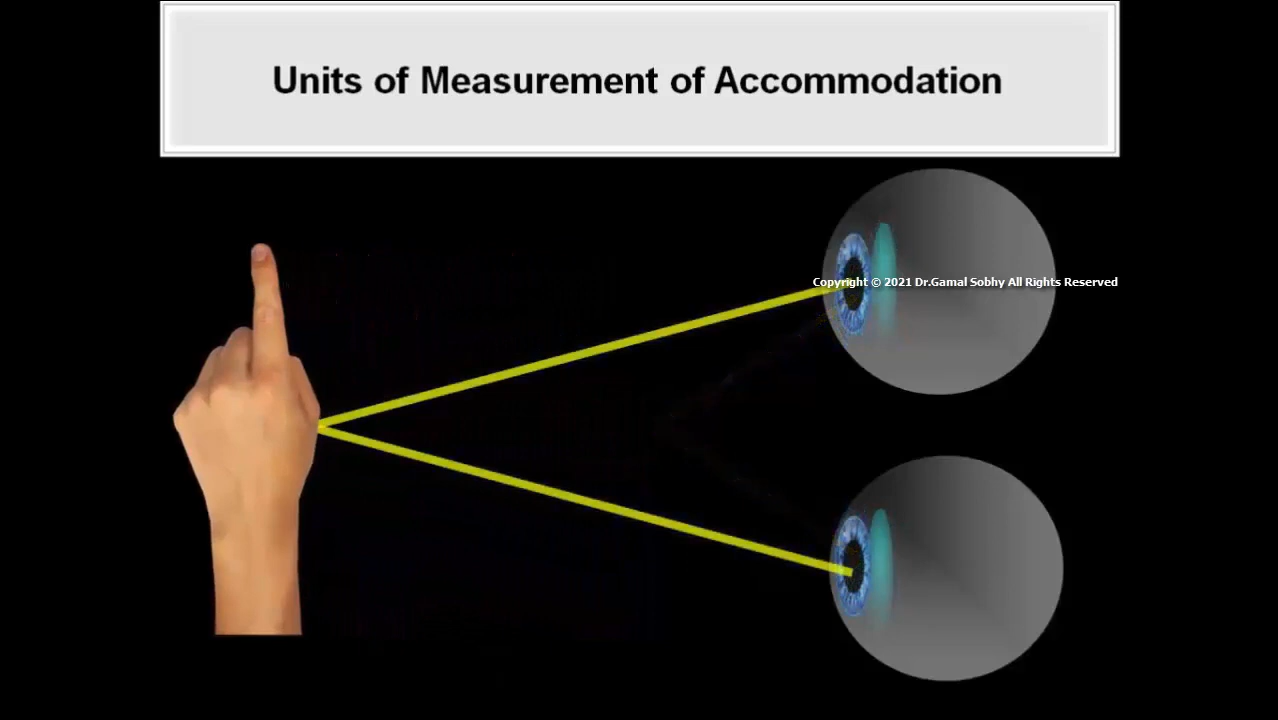 Units of Measurement of Accommodation
Copyright © 2021 Dr.Gamal Sobhy All Rights Reserved